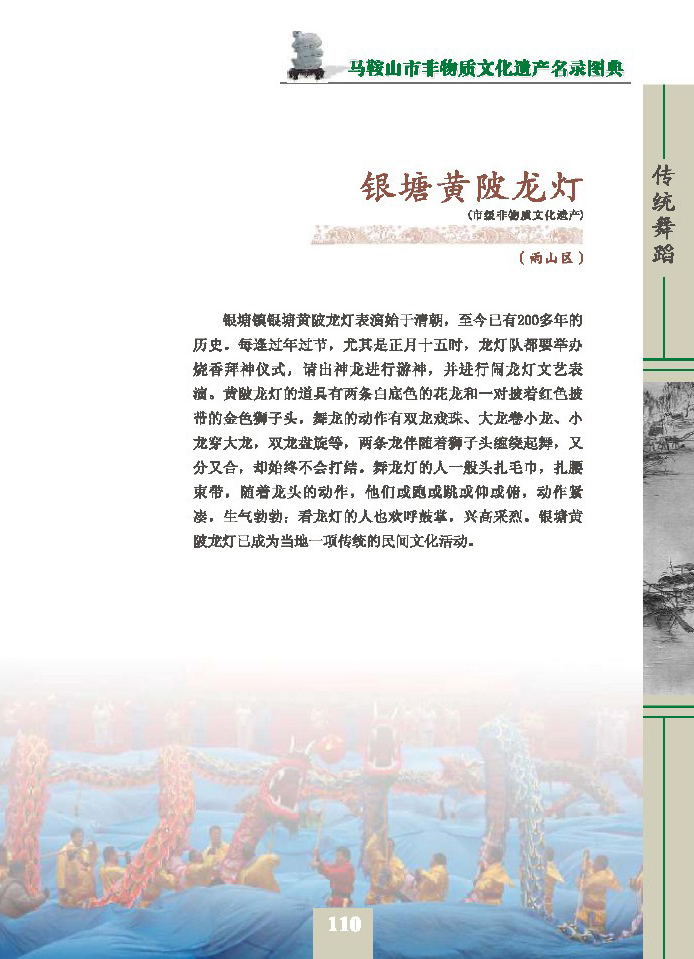 马鞍山市非物质文化遗产名录图典
银塘黄陂龙灯
(市级非物质文化遗产)
(雨山区)
传统舞蹈
银塘镇银塘黄陂龙灯表演始于清朝，至今已有200多年的
历史。每逢过年过节，尤其是正月十五时，龙灯队都要举办
烧香拜神仪式，请出神龙进行游神，并进行闹龙灯文艺表
演。黄陂龙灯的道具有两条白底色的花龙和一对披着红色披
带的金色狮子头。舞龙的动作有双龙戏珠、大龙卷小龙、小
龙穿大龙，双龙盘旋等，两条龙伴随着狮子头缠绕起舞，又
分又合，却始终不会打结。舞龙灯的人一般头扎毛巾，扎腰
束带，随着龙头的动作，他们或跑或跳或仰或俯，动作紧
凑，生气勃勃；看龙灯的人也欢呼鼓掌，兴高采烈。银塘黄
陂龙灯已成为当地一项传统的民间文化活动。
110